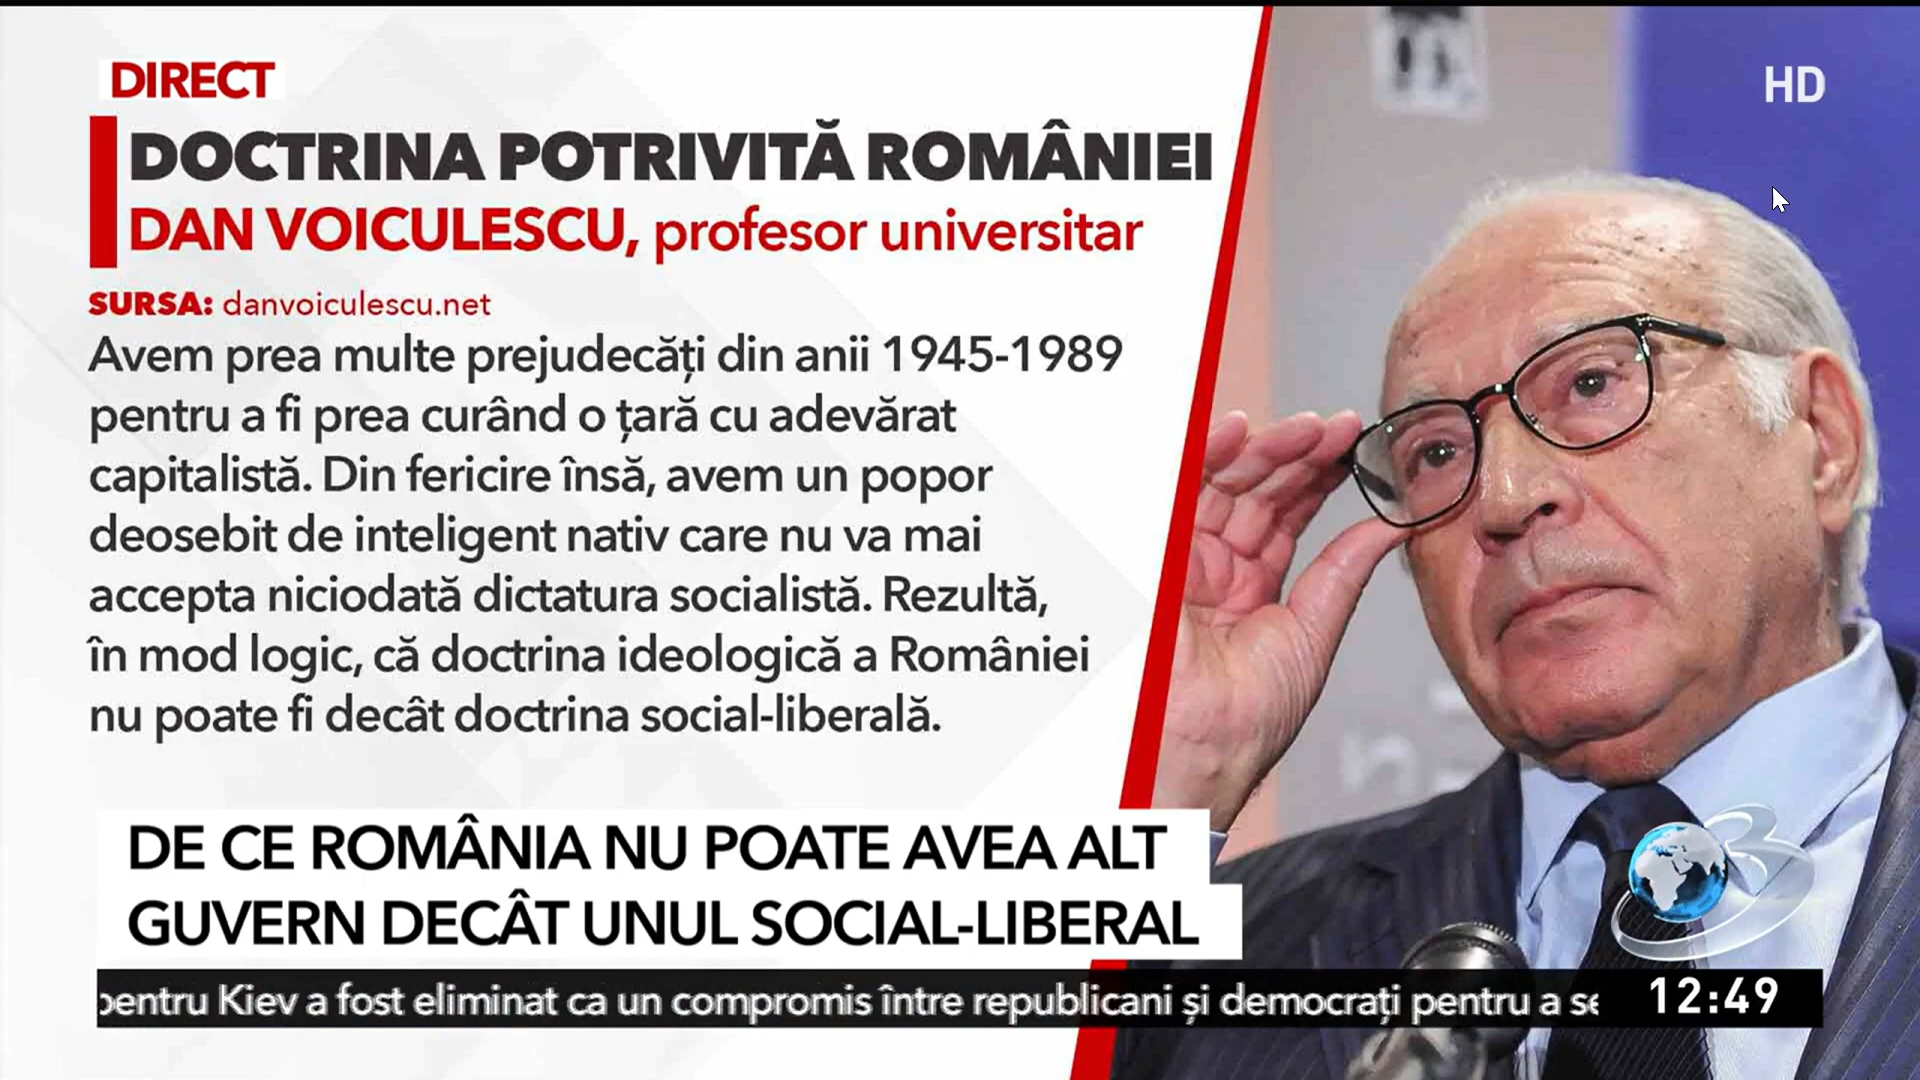 DIRECT
HD
DOCTRINA POTRIVITĂ ROMÂNIEI
DAN VOICULESCU, profesor universitar
SURSA: danvoiculescu.net
Avem prea multe prejudecăți din anii 1945-1989
pentru a fi prea curând o țară cu adevărat
capitalistă. Din fericire însă, avem un popor
deosebit de inteligent nativ care nu va mai
accepta niciodată dictatura socialistă. Rezultă,
în mod logic, că doctrina ideologică a României
nu poate fi decât doctrina social-liberală.
DE CE ROMÂNIA NU POATE AVEA ALT
GUVERN DECÂT UNUL SOCIAL-LIBERAL
3
pentru Kiev a fost eliminat ca un compromis între republicani și democrați pentru a se
12:49